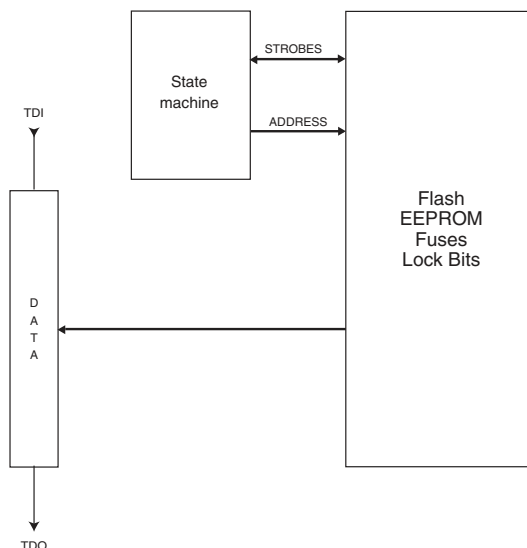 STROBES
State
machine
TDI
ADDRESS
Flash
EEPROM
Fuses
Lock Bits
D
A
T
A
TDO